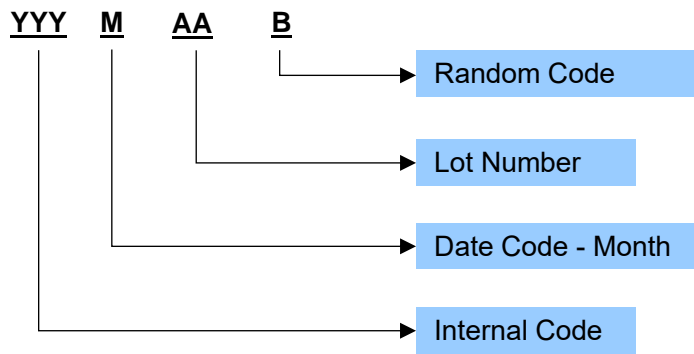 YYY M AA B
Random Code
Lot Number
Date Code - Month
Internal Code